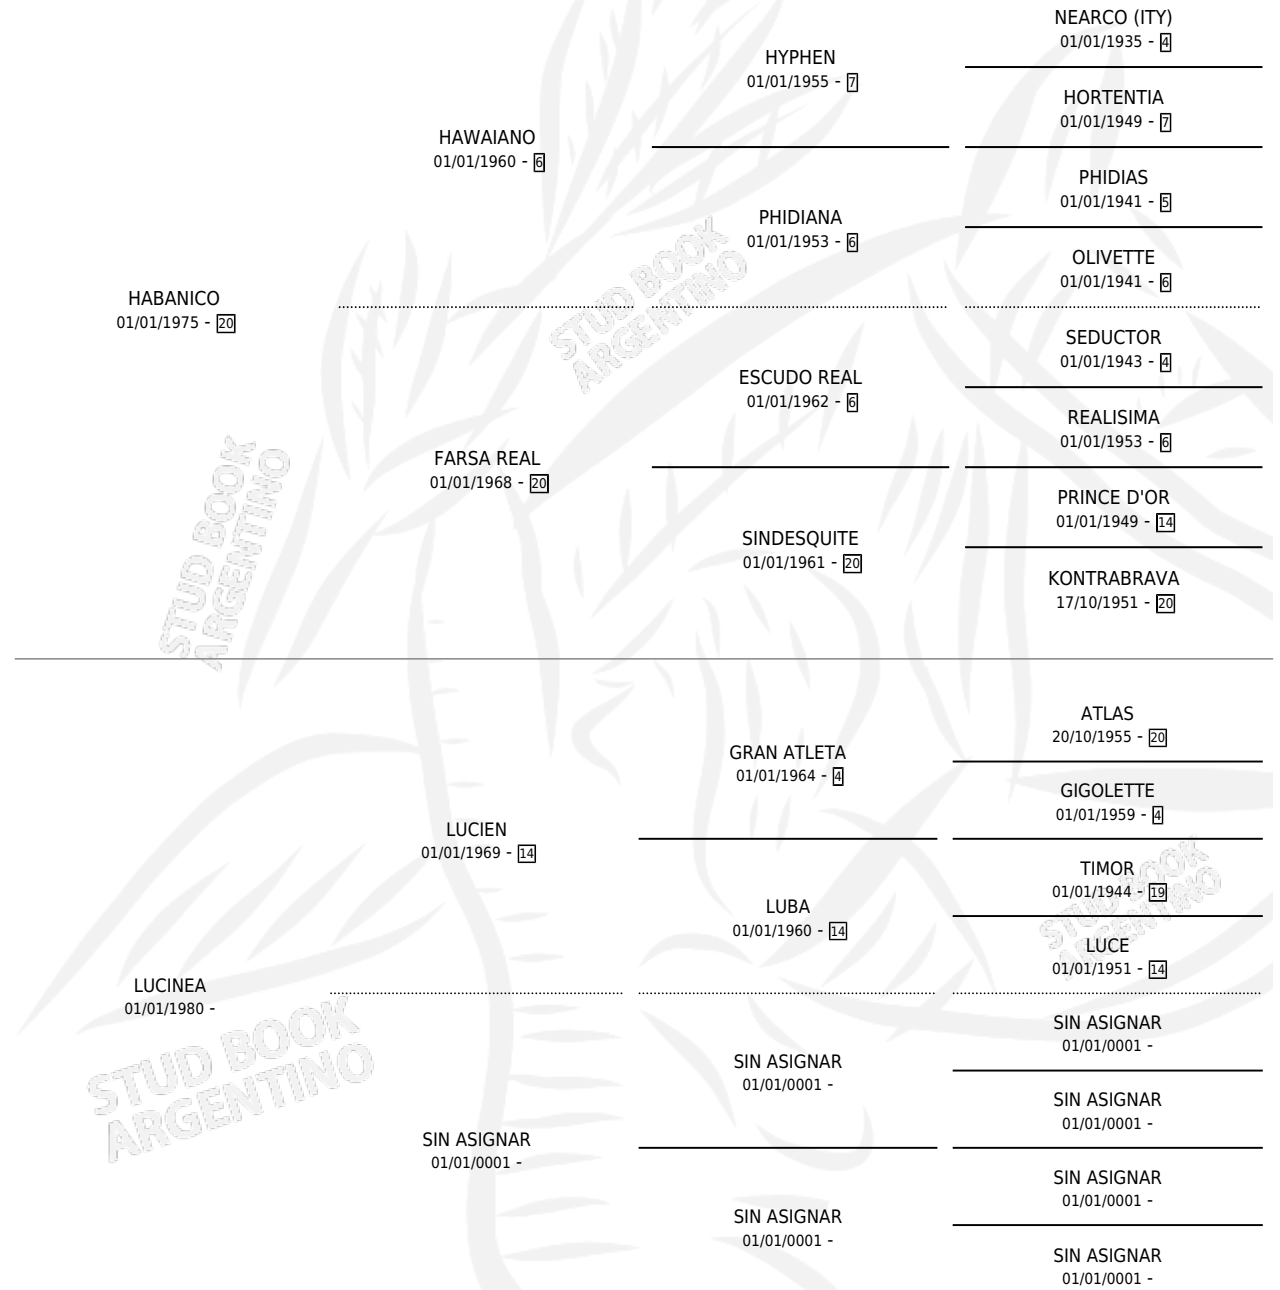 NEARCO (ITY)
01/01/1935 - 4
HYPHEN
01/01/1955 - 7
HORTENTIA
01/01/1949 - 7
HAWAIANO
01/01/1960 - 6
PHIDIAS
01/01/1941 - 5
PHIDIANA
01/01/1953 - 6
OLIVETTE
01/01/1941 - 6
HABANICO
01/01/1975 - 20
SEDUCTOR
01/01/1943 - 4
ESCUDO REAL
01/01/1962 - 6
REALISIMA
01/01/1953 - 6
FARSA REAL
01/01/1968 - 20
PRINCE D'OR
01/01/1949 - 14
SINDESQUITE
01/01/1961 - 20
KONTRABRAVA
17/10/1951 - 20
ATLAS
20/10/1955 - 20
GRAN ATLETA
01/01/1964 - 4
GIGOLETTE
01/01/1959 - 4
LUCIEN
01/01/1969 - 14
TIMOR
01/01/1944 - 19
LUBA
01/01/1960 - 14
LUCE
01/01/1951 - 14
LUCINEA
01/01/1980 -
SIN ASIGNAR
01/01/0001 -
SIN ASIGNAR
01/01/0001 -
SIN ASIGNAR
01/01/0001 -
SIN ASIGNAR
01/01/0001 -
SIN ASIGNAR
01/01/0001 -
SIN ASIGNAR
01/01/0001 -
SIN ASIGNAR
01/01/0001 -
STUD BOOK
ARGENTINO
STUD BOOK
ARGENTINO
STUD BOOK
ARGENTINO
STUD BOOK
ARGENTINO